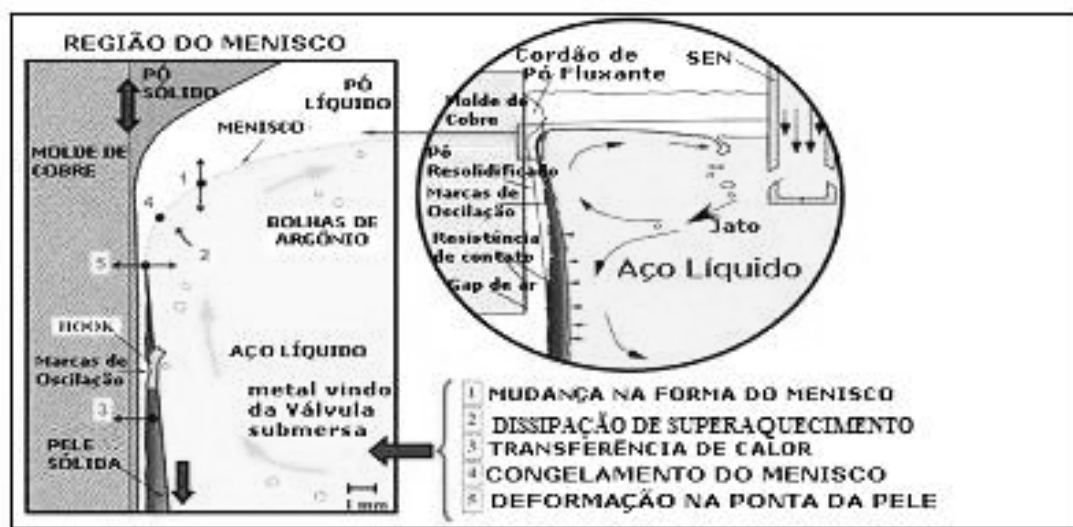 REGIÃO DO MENISCO
PÓ
SÓLIDO
PÓ
LÍQUIDO
MENISCO
MOLDE DE
COBRE
1
4
2
BOLHAS DE
ARGÔNIO
5
HOOK
Marcas de
Oscilação
3
AÇO LÍQUIDO
metal vindo
da Válvula
submersa
PELE
SÓLIDA
1 mm
Cordão de
Pó Fluxante
SEN
Molde de
Cobre
Pó
Resolidificado
Marcas de
Oscilação
Jato
Resistência
de contato
Aço Líquido
Gap de ar
1 MUDANÇA NA FORMA DO MENISCO
2 DISSIPAÇÃO DE SUPERAQUECIMENTO
3 TRANSFERÊNCIA DE CALOR
4 CONGELAMENTO DO MENISCO
5 DEFORMAÇÃO NA PONTA DA PELE